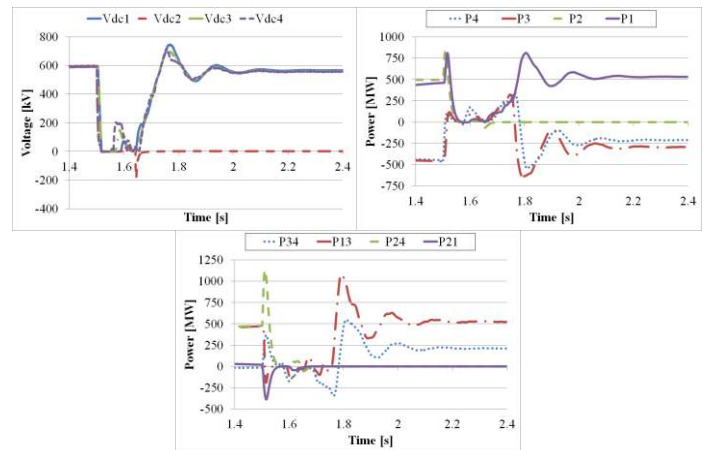 Vdc1 Vdc2 Vdc3 Vdc4
800
600
400
200
0
-200
-400
1.4 1.6 1.8 2 2.2 2.4
Voltage [kV]
Time [s]
P4 P3 P2 P1
1000
750
500
250
0
-250
-500
-750
1.4 1.6 1.8 2 2.2 2.4
Power [MW]
Time [s]
P34 P13 P24 P21
1250
1000
750
500
250
0
-250
-500
1.4 1.6 1.8 2 2.2 2.4
Power [MW]
Time [s]